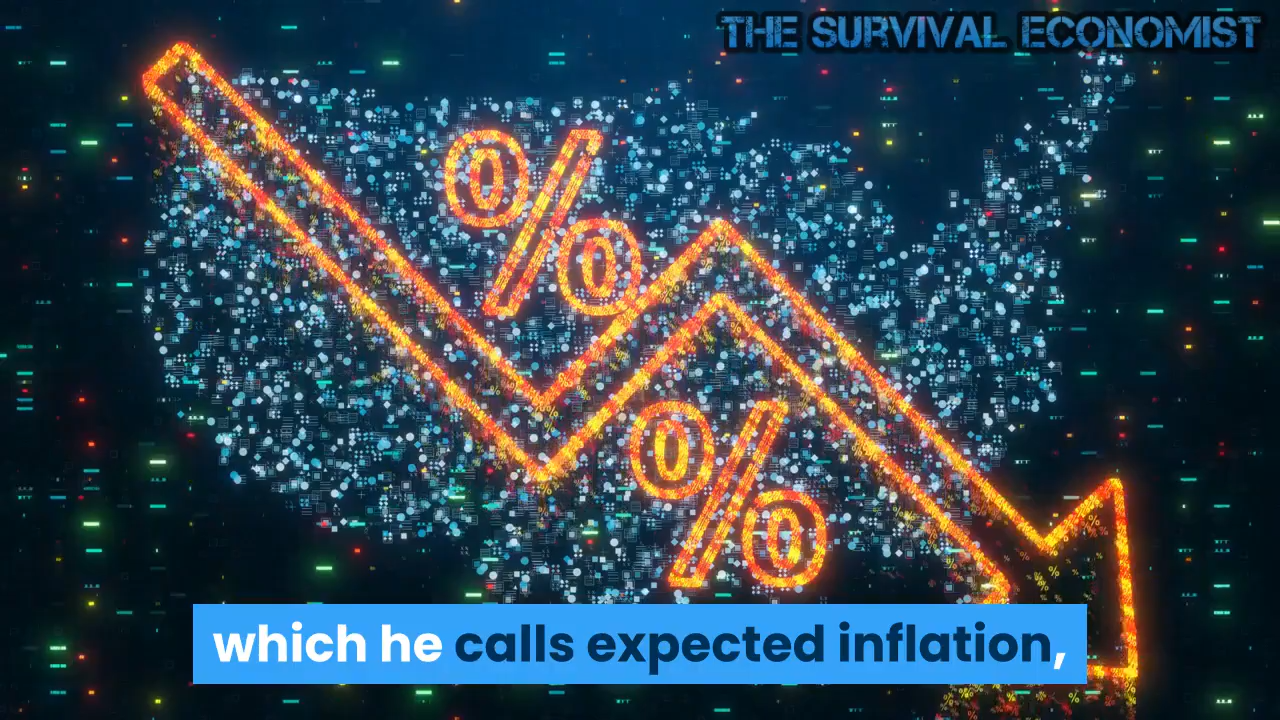 THE SURVIVAL ECONOMIST
%
%
which he calls expected inflation,